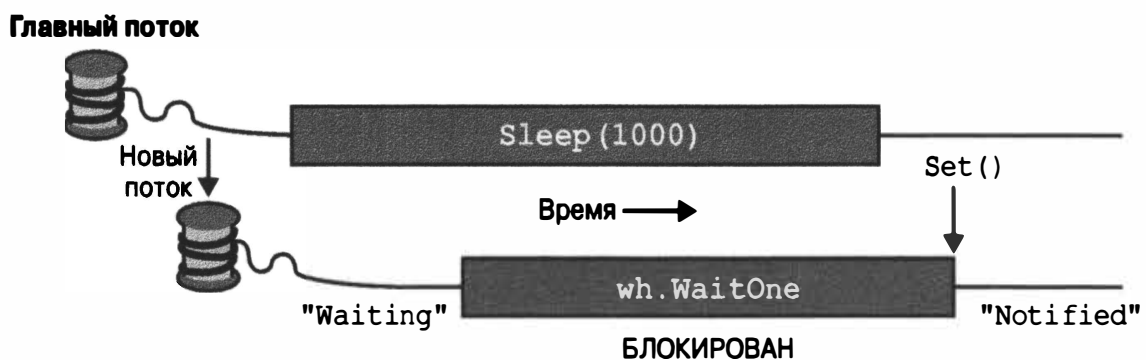 Главный поток
Sleep(1000)
Новый
поток
Set()
Время
wh.WaitOne
"Waiting"
"Notified"
БЛОКИРОВАН